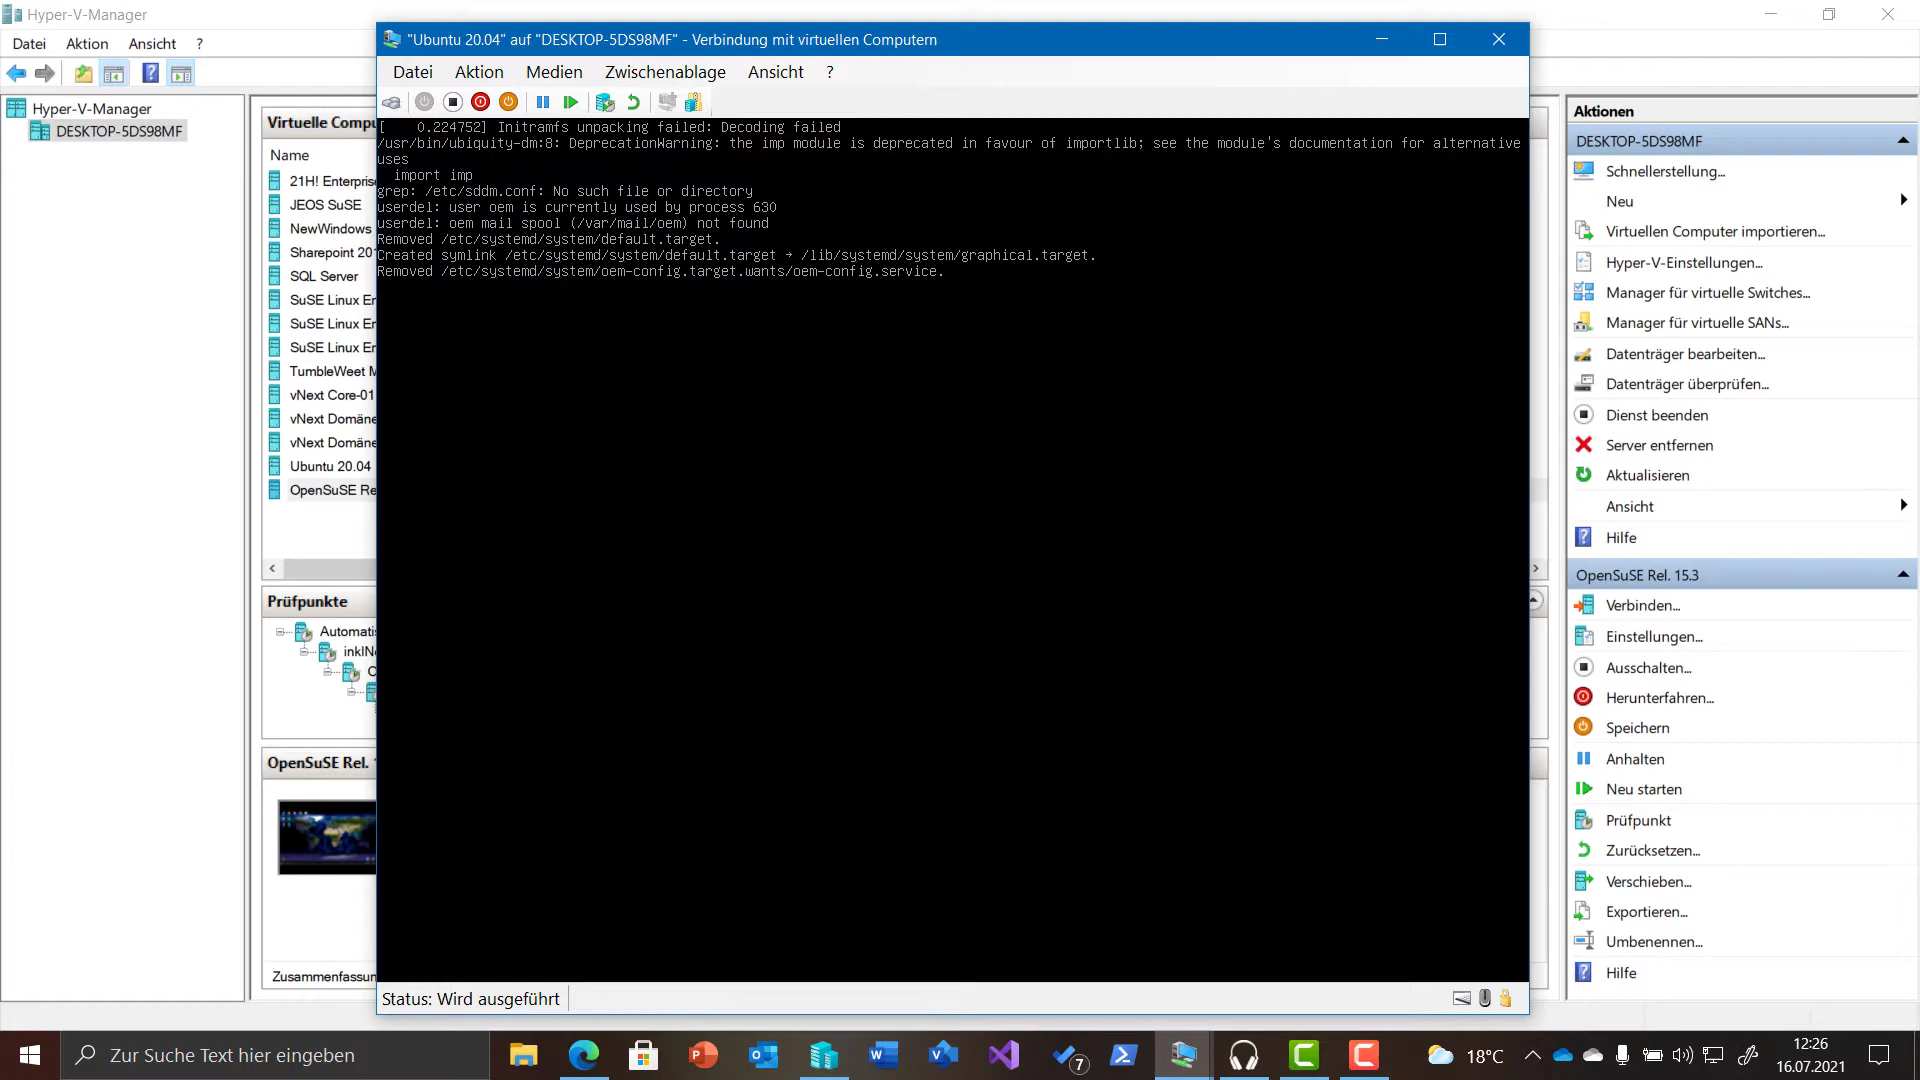 Hyper-V-Manager
Datei Aktion Ansicht ?
Hyper-V-Manager
DESKTOP-5DS98MF
Virtuelle Compu
Name
21H! Enterpris
JEOS SuSE
NewWindows
Sharepoint 201
SQL Server
SuSE Linux En
SuSE Linux En
SuSE Linux En
TumbleWeet M
vNext Core-01
vNext Domäne
vNext Domäne
Ubuntu 20.04
OpenSuSE Re
Prüfpunkte
Automatis
inklN
OpenSuSE Rel.
Zusammenfassun
"Ubuntu 20.04" auf "DESKTOP-5DS98MF" - Verbindung mit virtuellen Computern
Datei Aktion Medien Zwischenablage Ansicht ?
[    0.224752] Initramfs unpacking failed: Decoding failed
/usr/bin/ubiquity-dm:8: DeprecationWarning: the imp module is deprecated in favour of importlib; see the module's documentation for alternative
uses
  import imp
grep: /etc/sddm.conf: No such file or directory
userdel: user oem is currently used by process 630
userdel: oem mail spool (/var/mail/oem) not found
Removed /etc/systemd/system/default.target.
Created symlink /etc/systemd/system/default.target → /lib/systemd/system/graphical.target.
Removed /etc/systemd/system/oem-config.target.wants/oem-config.service.
Status: Wird ausgeführt
Aktionen
DESKTOP-5DS98MF
Schnellerstellung...
Neu
Virtuellen Computer importieren...
Hyper-V-Einstellungen...
Manager für virtuelle Switches...
Manager für virtuelle SANs...
Datenträger bearbeiten...
Datenträger überprüfen...
Dienst beenden
Server entfernen
Aktualisieren
Ansicht
Hilfe
OpenSuSE Rel. 15.3
Verbinden...
Einstellungen...
Ausschalten...
Herunterfahren...
Speichern
Anhalten
Neu starten
Prüfpunkt
Zurücksetzen...
Verschieben...
Exportieren...
Umbenennen...
Hilfe
Zur Suche Text hier eingeben
7
18°C
12:26
16.07.2021